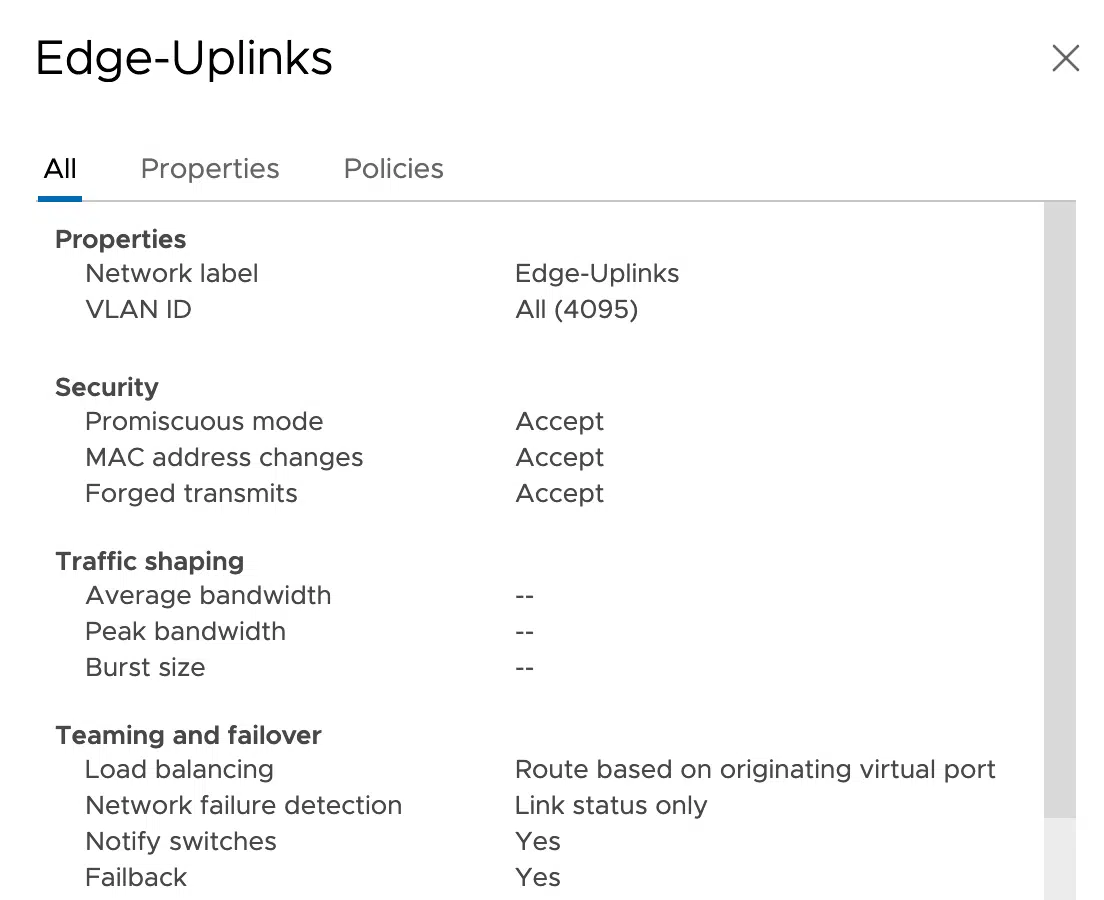 Edge-Uplinks
All Properties Policies
Properties
Network label Edge-Uplinks
VLAN ID All (4095)
Security
Promiscuous mode Accept
MAC address changes Accept
Forged transmits Accept
Traffic shaping
Average bandwidth --
Peak bandwidth --
Burst size --
Teaming and failover
Load balancing Route based on originating virtual port
Network failure detection Link status only
Notify switches Yes
Failback Yes